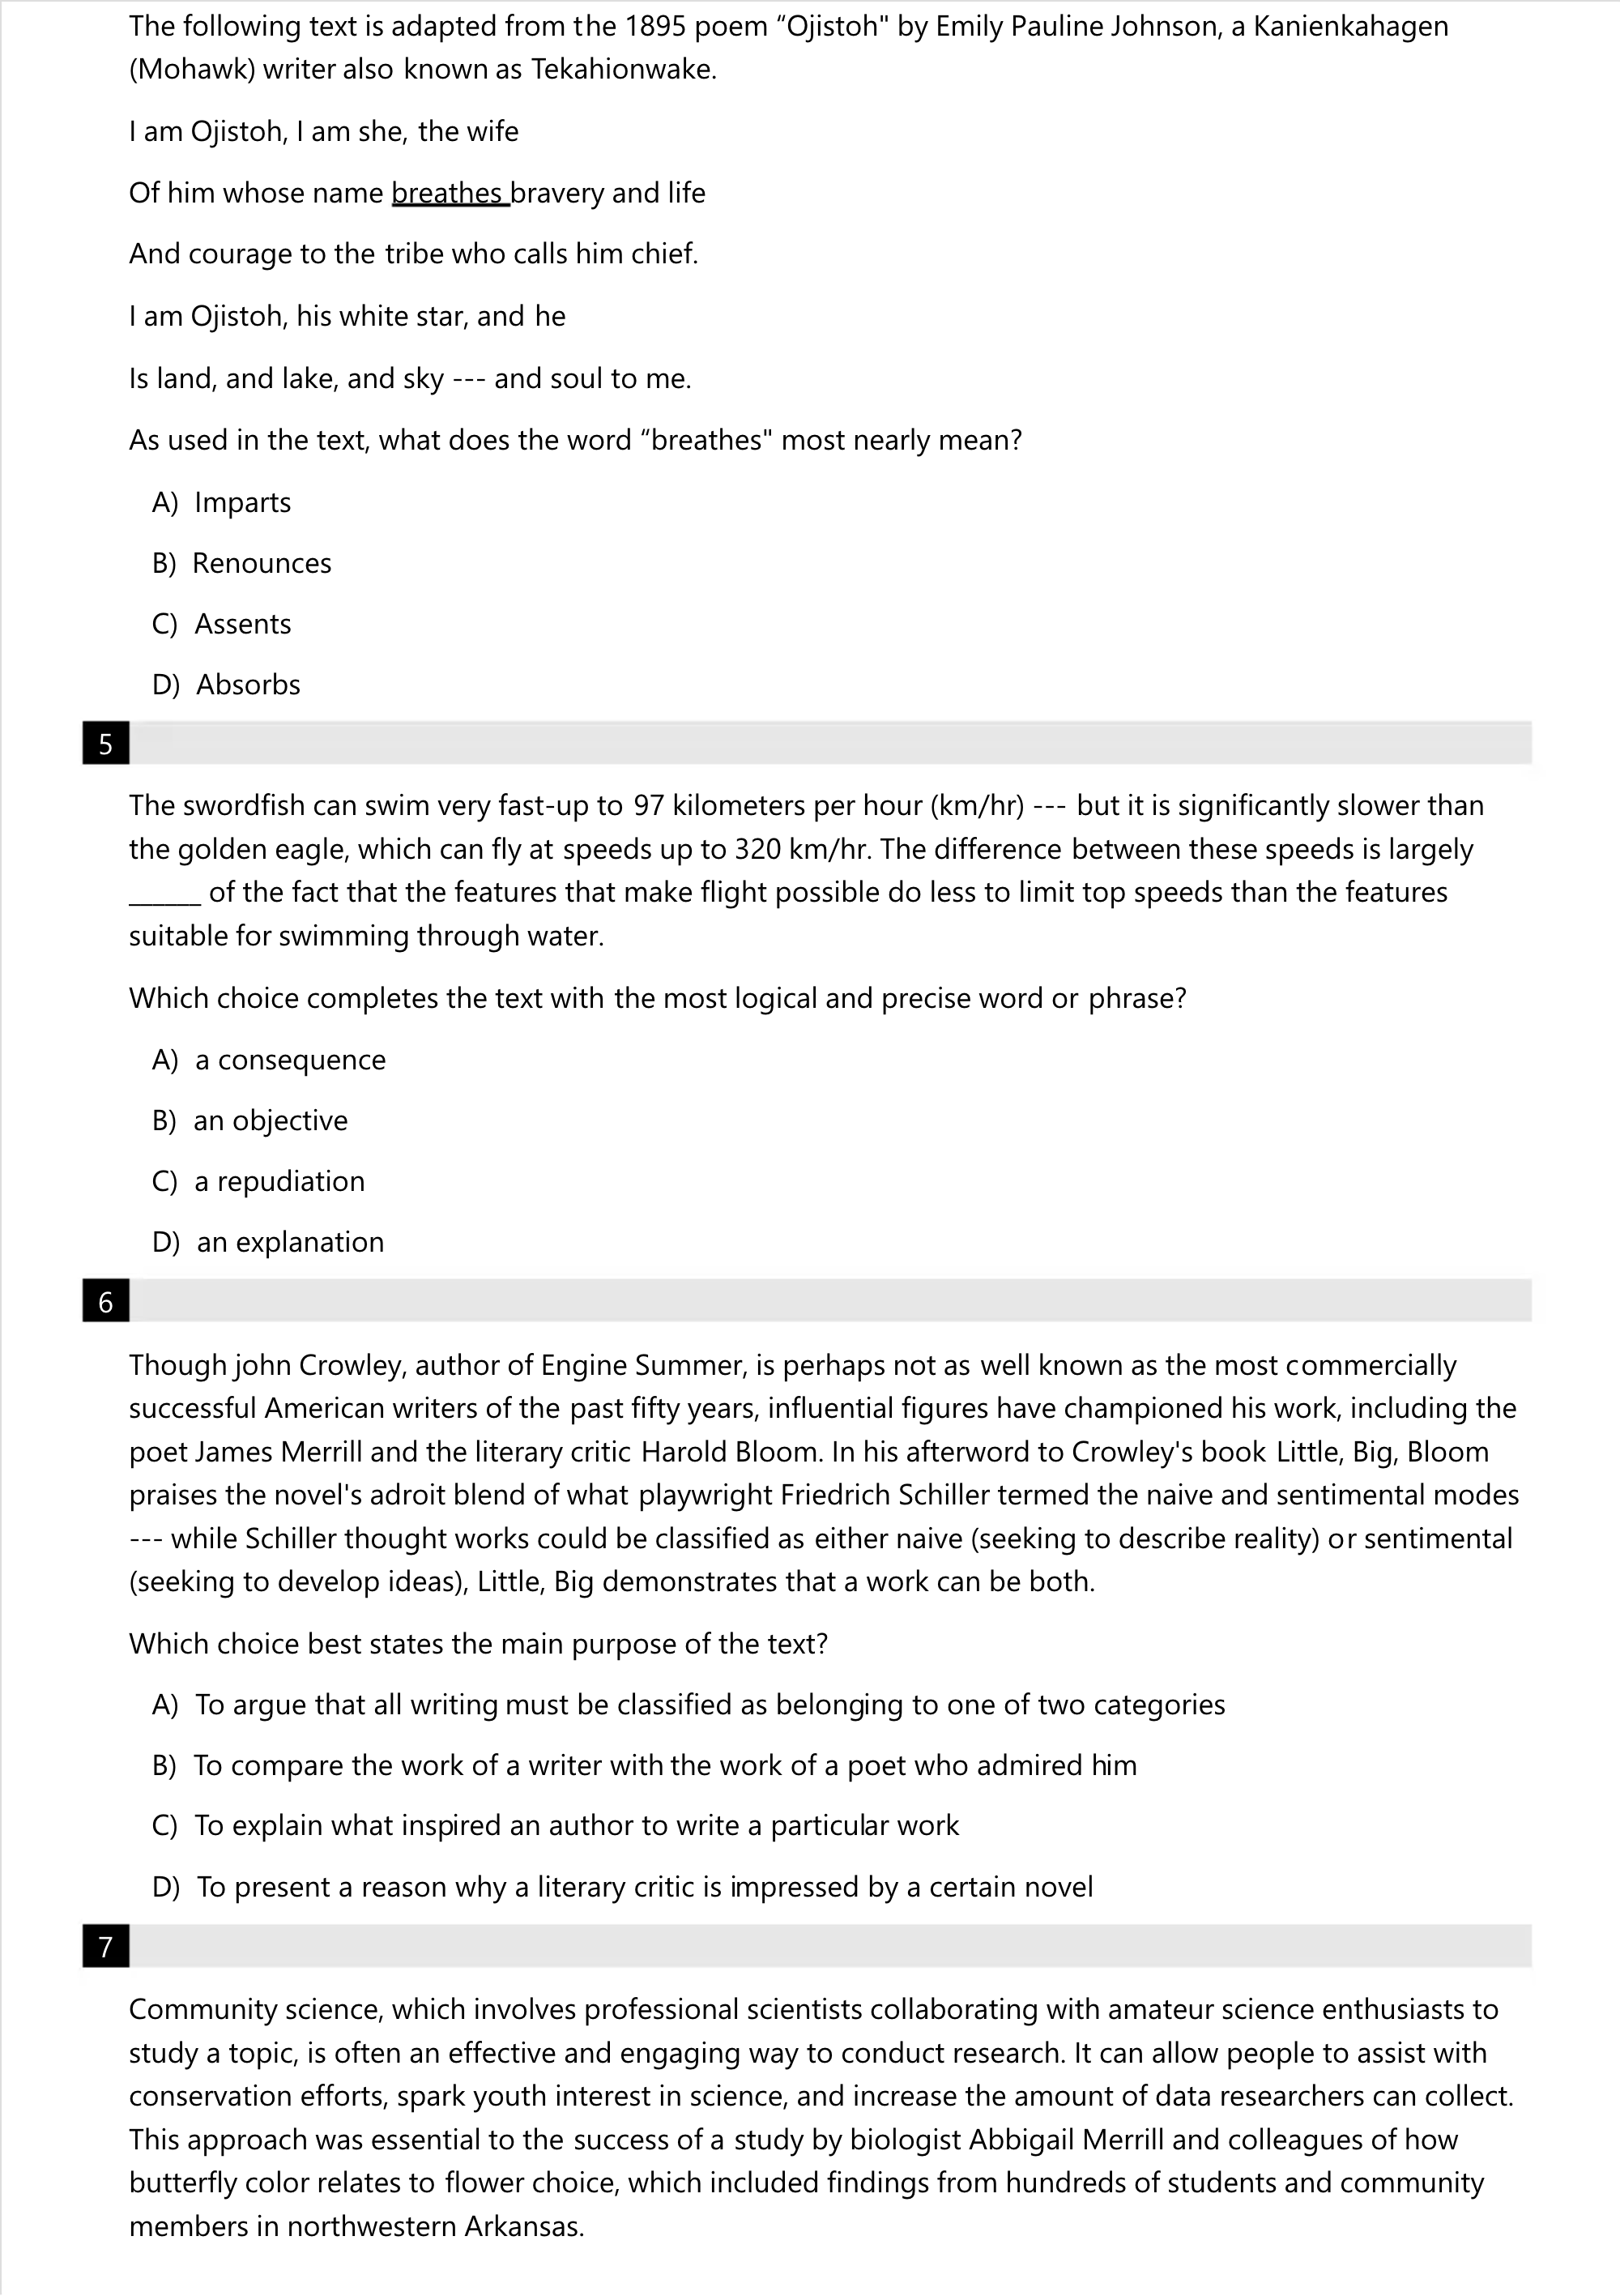 The following text is adapted from the 1895 poem “Ojistoh" by Emily Pauline Johnson, a Kanienkahagen
(Mohawk) writer also known as Tekahionwake.
I am Ojistoh, I am she, the wife
Of him whose name breathes bravery and life
And courage to the tribe who calls him chief.
I am Ojistoh, his white star, and he
Is land, and lake, and sky --- and soul to me.
As used in the text, what does the word “breathes" most nearly mean?
A) Imparts
B) Renounces
C) Assents
D) Absorbs
5
The swordfish can swim very fast-up to 97 kilometers per hour (km/hr) --- but it is significantly slower than
the golden eagle, which can fly at speeds up to 320 km/hr. The difference between these speeds is largely
______ of the fact that the features that make flight possible do less to limit top speeds than the features
suitable for swimming through water.
Which choice completes the text with the most logical and precise word or phrase?
A) a consequence
B) an objective
C) a repudiation
D) an explanation
6
Though john Crowley, author of Engine Summer, is perhaps not as well known as the most commercially
successful American writers of the past fifty years, influential figures have championed his work, including the
poet James Merrill and the literary critic Harold Bloom. In his afterword to Crowley's book Little, Big, Bloom
praises the novel's adroit blend of what playwright Friedrich Schiller termed the naive and sentimental modes
--- while Schiller thought works could be classified as either naive (seeking to describe reality) or sentimental
(seeking to develop ideas), Little, Big demonstrates that a work can be both.
Which choice best states the main purpose of the text?
A) To argue that all writing must be classified as belonging to one of two categories
B) To compare the work of a writer with the work of a poet who admired him
C) To explain what inspired an author to write a particular work
D) To present a reason why a literary critic is impressed by a certain novel
7
Community science, which involves professional scientists collaborating with amateur science enthusiasts to
study a topic, is often an effective and engaging way to conduct research. It can allow people to assist with
conservation efforts, spark youth interest in science, and increase the amount of data researchers can collect.
This approach was essential to the success of a study by biologist Abbigail Merrill and colleagues of how
butterfly color relates to flower choice, which included findings from hundreds of students and community
members in northwestern Arkansas.